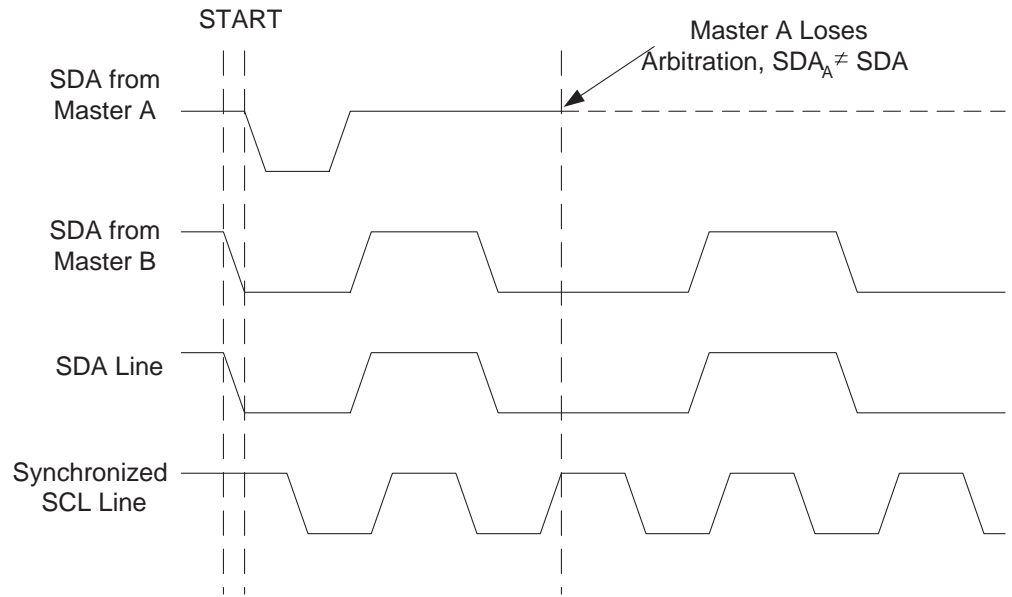 START
Master A Loses
Arbitration, SDA_A ≠ SDA
SDA from
Master A
SDA from
Master B
SDA Line
Synchronized
SCL Line